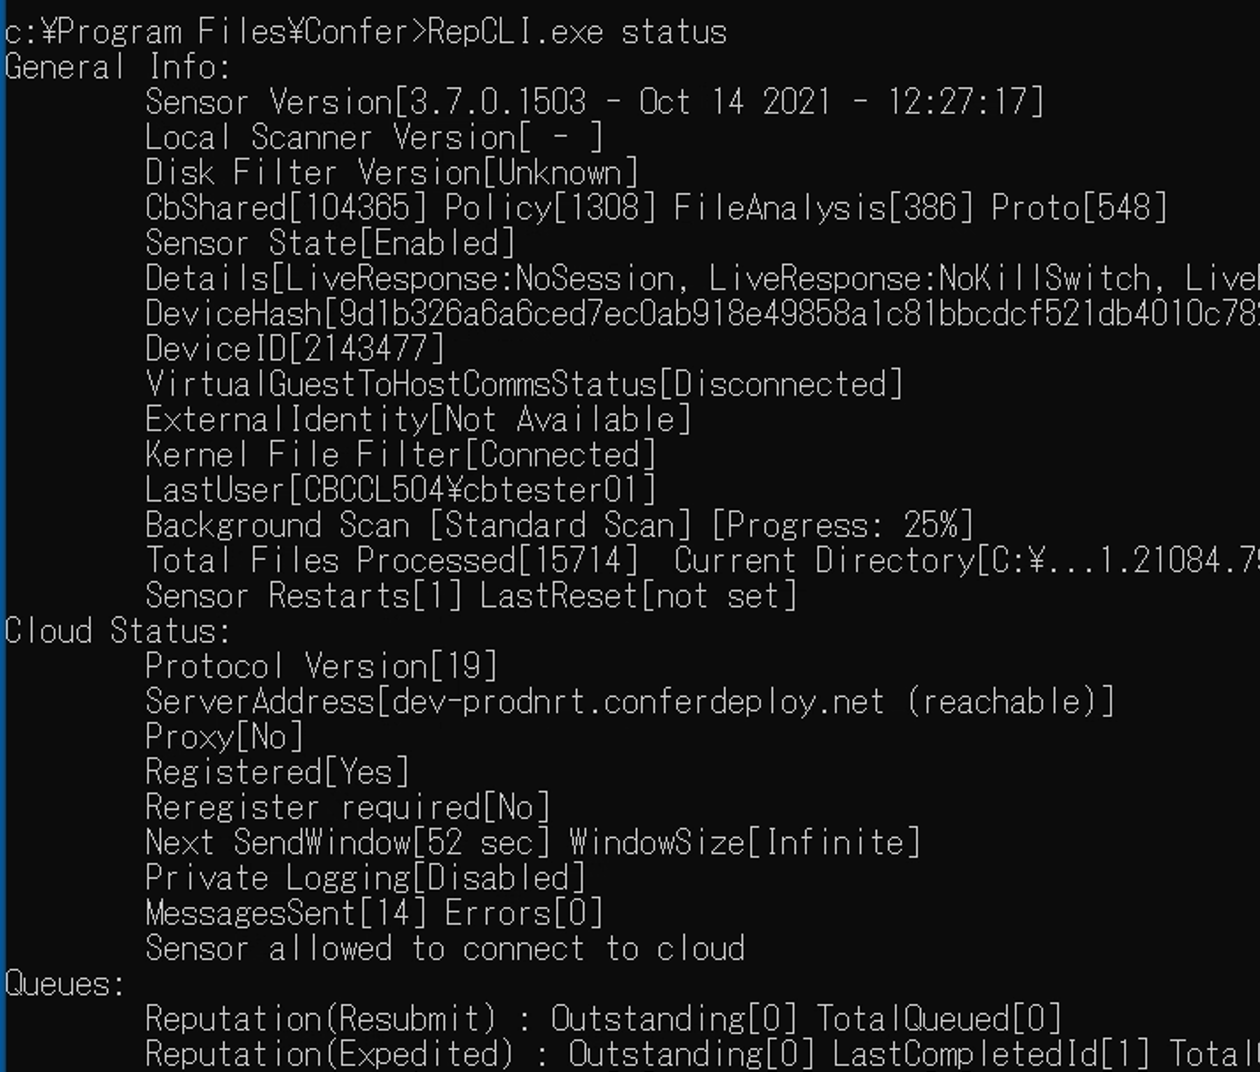 c:¥Program Files¥Confer>RepCLI.exe status
General Info:
Sensor Version[3.7.0.1503 - Oct 14 2021 - 12:27:17]
Local Scanner Version[ - ]
Disk Filter Version[Unknown]
CbShared[104365] Policy[1308] FileAnalysis[386] Proto[548]
Sensor State[Enabled]
Details[LiveResponse:NoSession, LiveResponse:NoKillSwitch, Live
DeviceHash[9d1b326a6a6ced7ec0ab918e49858a1c81bbcdcf521db4010c78
DeviceID[2143477]
VirtualGuestToHostCommsStatus[Disconnected]
ExternalIdentity[Not Available]
Kernel File Filter[Connected]
LastUser[CBCCL504¥cbtester01]
Background Scan [Standard Scan] [Progress: 25%]
Total Files Processed[15714]  Current Directory[C:¥...1.21084.7
Sensor Restarts[1] LastReset[not set]
Cloud Status:
Protocol Version[19]
ServerAddress[dev-prodnrt.conferdeploy.net (reachable)]
Proxy[No]
Registered[Yes]
Reregister required[No]
Next SendWindow[52 sec] WindowSize[Infinite]
Private Logging[Disabled]
MessagesSent[14] Errors[0]
Sensor allowed to connect to cloud
Queues:
Reputation(Resubmit) : Outstanding[0] TotalQueued[0]
Reputation(Expedited) : Outstanding[0] LastCompletedId[1] Total